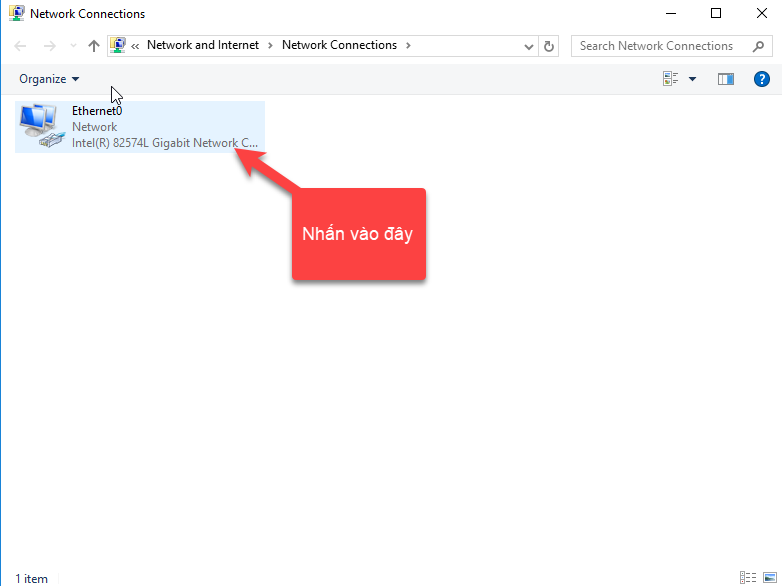 Network Connections
« Network and Internet > Network Connections >
Search Network Connections
Organize
Ethernet0
Network
Intel(R) 82574L Gigabit Network C...
Nhấn vào đây
1 item